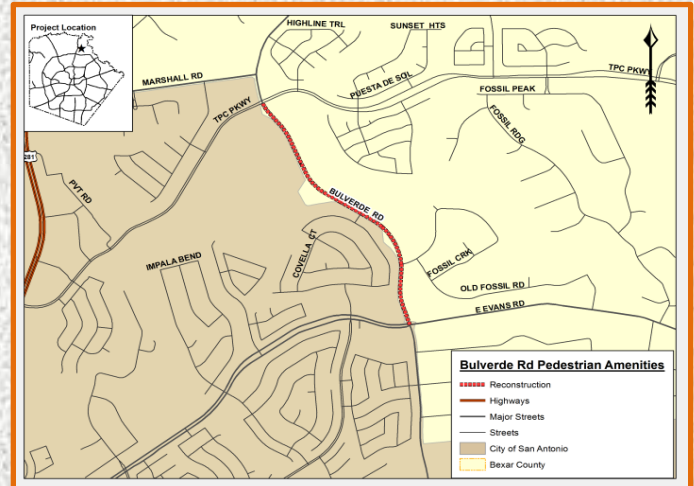 Project Location
HIGHLINE TRL
SUNSET HTS
MARSHALL RD
TPC PKWY
PUESTA DE SOL
TPC PKWY
FOSSIL PEAK
FOSSIL RDG
281
PVT RD
BULVERDE RD
IMPALA BEND
COVELLA CT
FOSSIL CRK
OLD FOSSIL RD
E EVANS RD
Bulverde Rd Pedestrian Amenities
Reconstruction
Highways
Major Streets
Streets
City of San Antonio
Bexar County